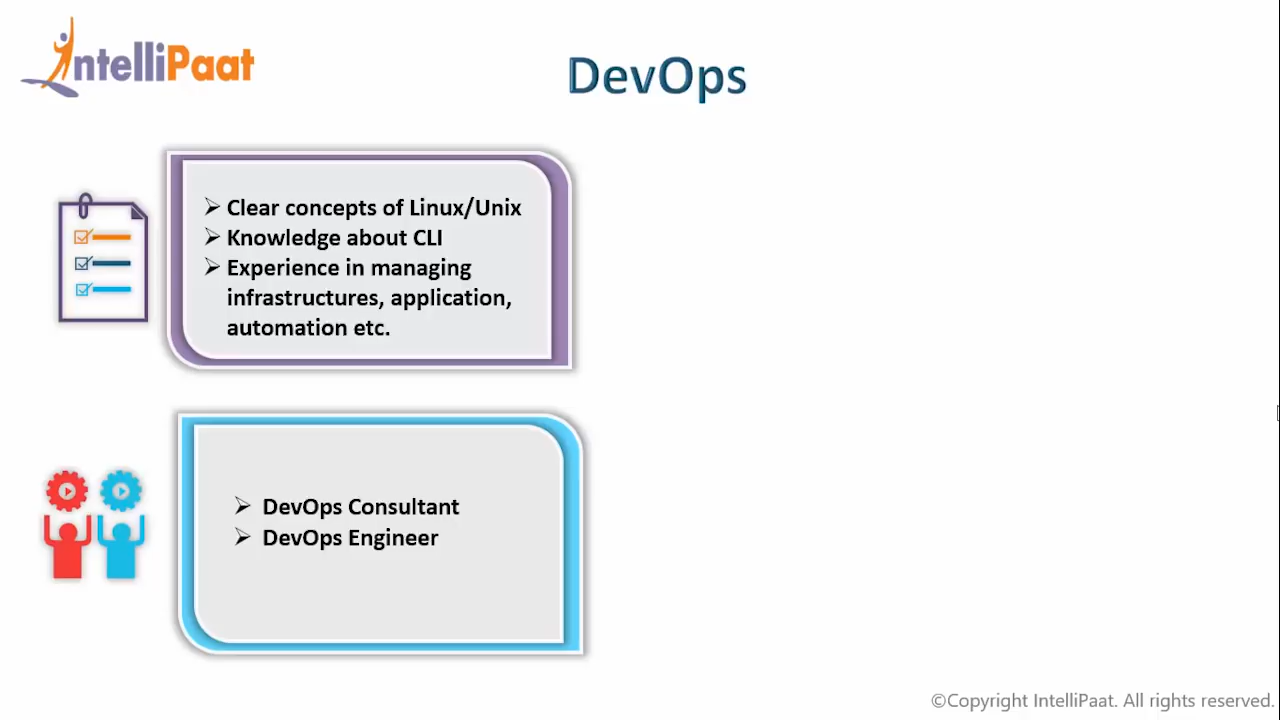 IntelliPaat
DevOps
➢ Clear concepts of Linux/Unix
➢ Knowledge about CLI
➢ Experience in managing
infrastructures, application,
automation etc.
➢ DevOps Consultant
➢ DevOps Engineer
©Copyright IntelliPaat. All rights reserved.